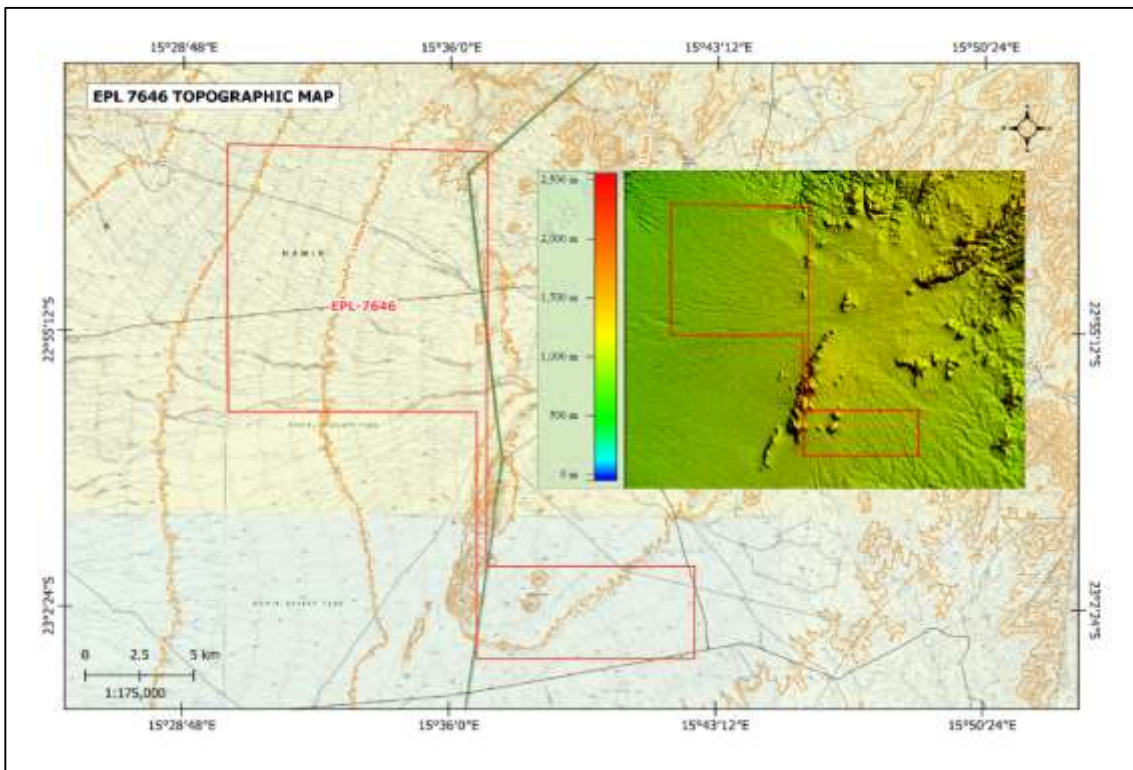 15°28'48"E 15°36'0"E 15°43'12"E 15°50'24"E
EPL 7646 TOPOGRAPHIC MAP
2,500 m
2,000 m
1,500 m
1,000 m
500 m
0 m
NAMIB
EPL-7646
22°55'12"S 22°55'12"S
23°2'24"S 23°2'24"S
0 2.5 5 km
1:175,000
15°28'48"E 15°36'0"E 15°43'12"E 15°50'24"E